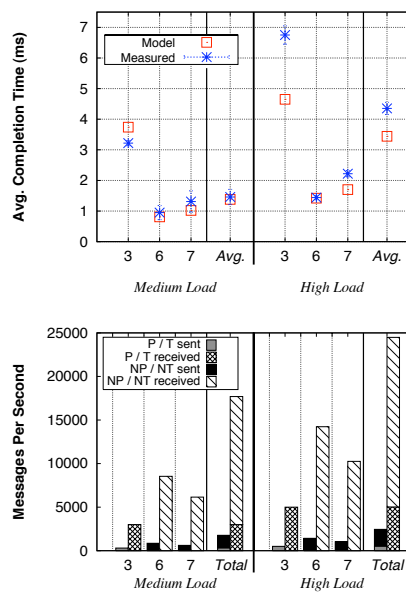 Avg. Completion Time (ms)
7
6
5
4
3
2
1
0
Model
Measured
3 6 7 Avg. 3 6 7 Avg.
Medium Load High Load
Messages Per Second
25000
20000
15000
10000
5000
0
P / T sent
P / T received
NP / NT sent
NP / NT received
3 6 7 Total 3 6 7 Total
Medium Load High Load